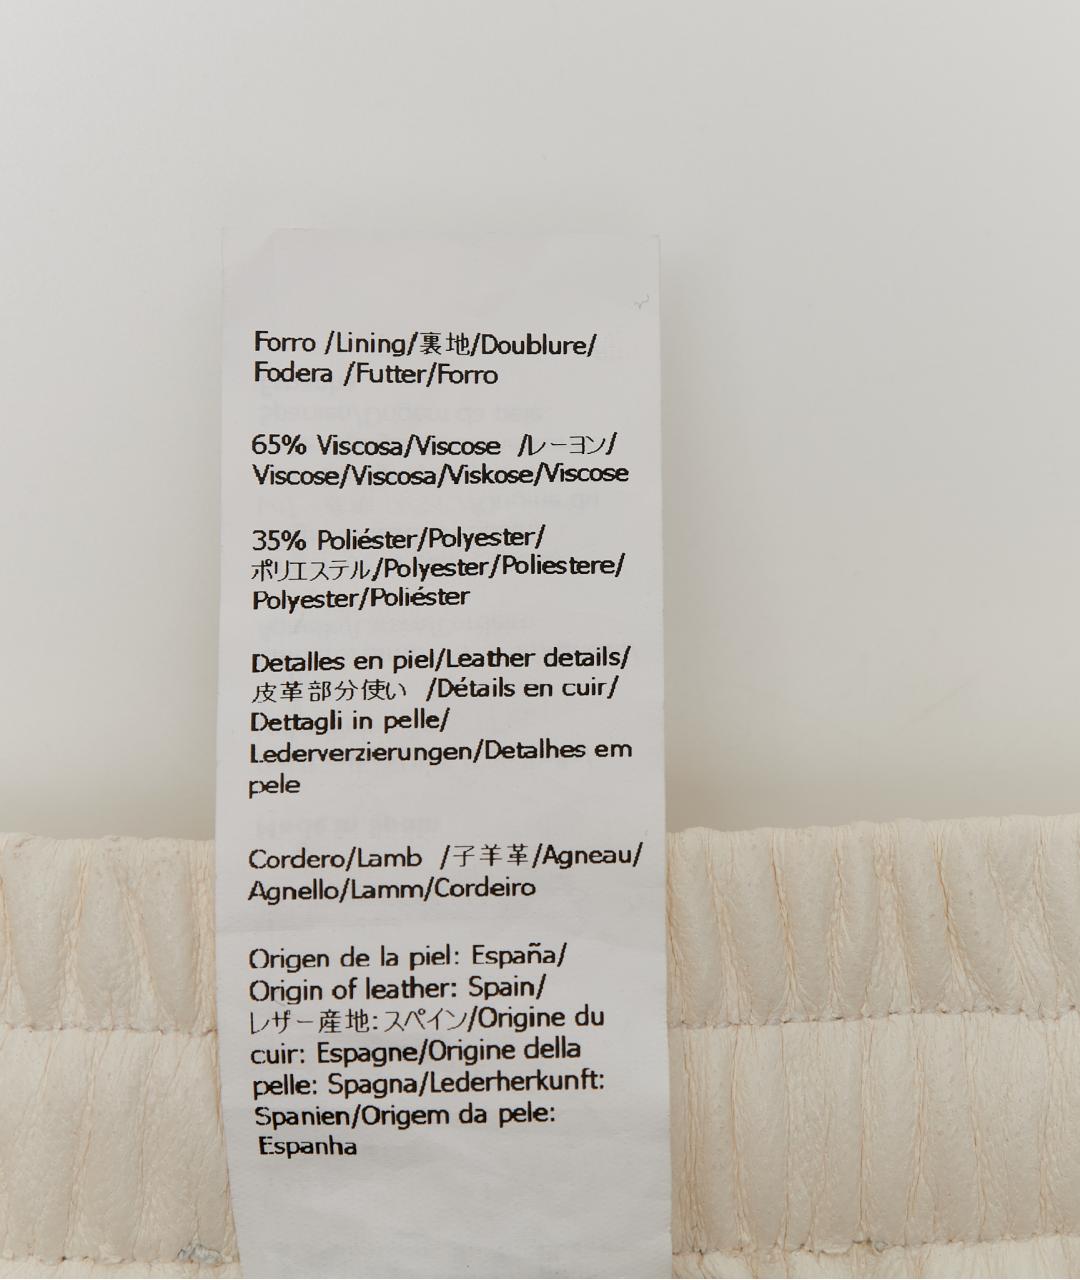 Forro /Lining/裏地/Doublure/
Fodera /Futter/Forro
65% Viscosa/Viscose /レーヨン/
Viscose/Viscosa/Viskose/Viscose
35% Poliéster/Polyester/
ポリエステル/Polyester/Poliestere/
Polyester/Poliéster
Detalles en piel/Leather details/
皮革部分使い /Détails en cuir/
Dettagli in pelle/
Lederverzierungen/Detalhes em
pele
Cordero/Lamb /子羊革/Agneau/
Agnello/Lamm/Cordeiro
Origen de la piel: España/
Origin of leather: Spain/
レザー産地:スペイン/Origine du
cuir: Espagne/Origine della
pelle: Spagna/Lederherkunft:
Spanien/Origem da pele:
Espanha